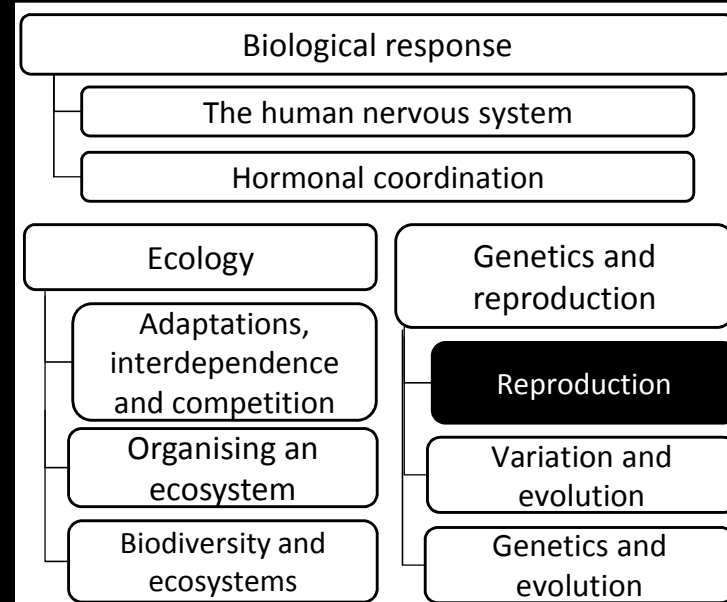 Biological response
The human nervous system
Hormonal coordination
Ecology
Adaptations,
interdependence
and competition
Organising an
ecosystem
Biodiversity and
ecosystems
Genetics and
reproduction
Reproduction
Variation and
evolution
Genetics and
evolution